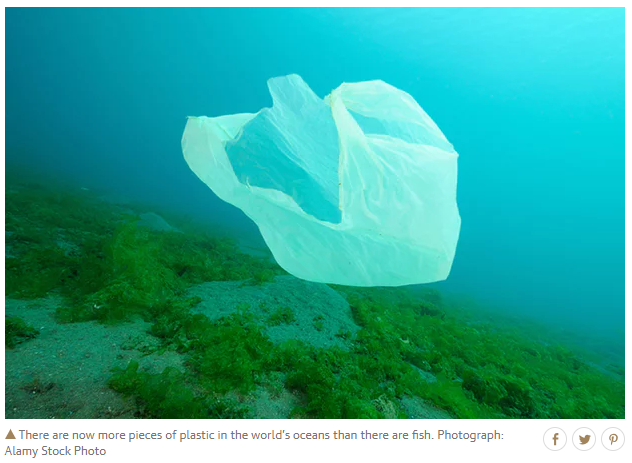 There are now more pieces of plastic in the world's oceans than there are fish. Photograph:
Alamy Stock Photo